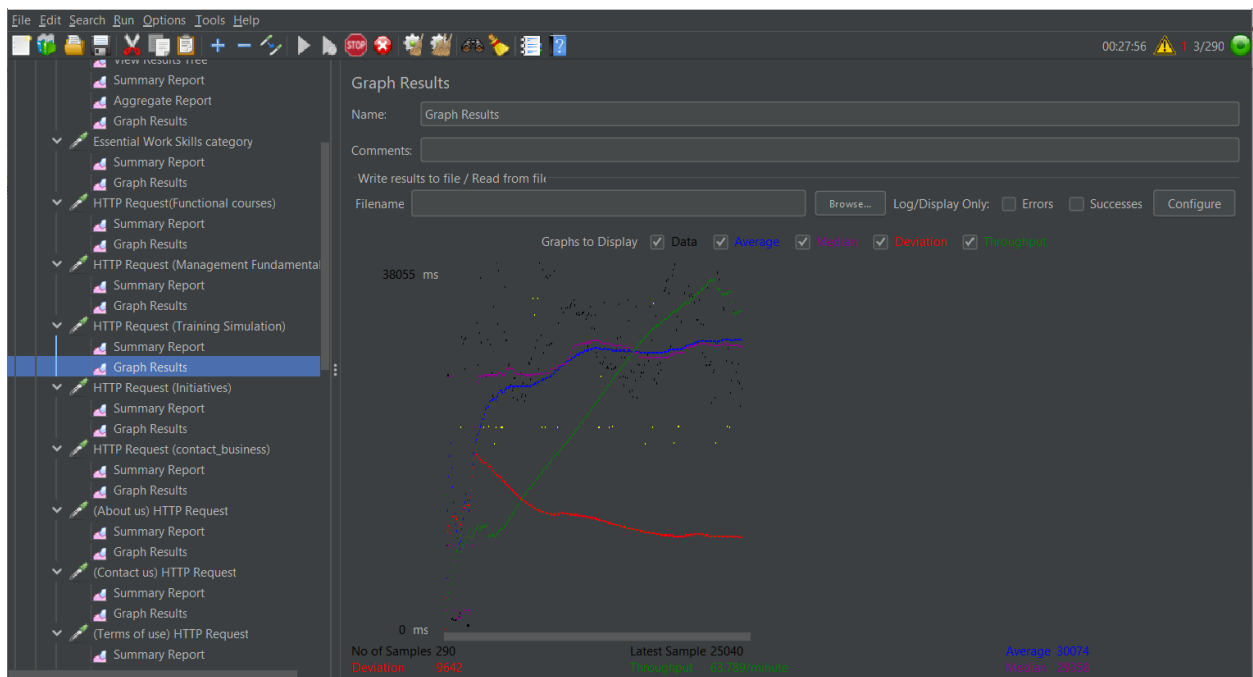 File Edit Search Run Options Tools Help
STOP
00:27:56 1 3/290
View Results Tree
Summary Report
Aggregate Report
Graph Results
Essential Work Skills category
Summary Report
Graph Results
HTTP Request(Functional courses)
Summary Report
Graph Results
HTTP Request (Management Fundamental
Summary Report
Graph Results
HTTP Request (Training Simulation)
Summary Report
Graph Results
HTTP Request (Initiatives)
Summary Report
Graph Results
HTTP Request (contact_business)
Summary Report
Graph Results
(About us) HTTP Request
Summary Report
Graph Results
(Contact us) HTTP Request
Summary Report
Graph Results
(Terms of use) HTTP Request
Summary Report
Graph Results
Name: Graph Results
Comments:
Write results to file / Read from file
Filename Browse... Log/Display Only: Errors Successes Configure
Graphs to Display Data Average Median Deviation Throughput
38055 ms
0 ms
No of Samples 290 Latest Sample 25040 Average 30074
Deviation 9642 Throughput 63.789/minute Median